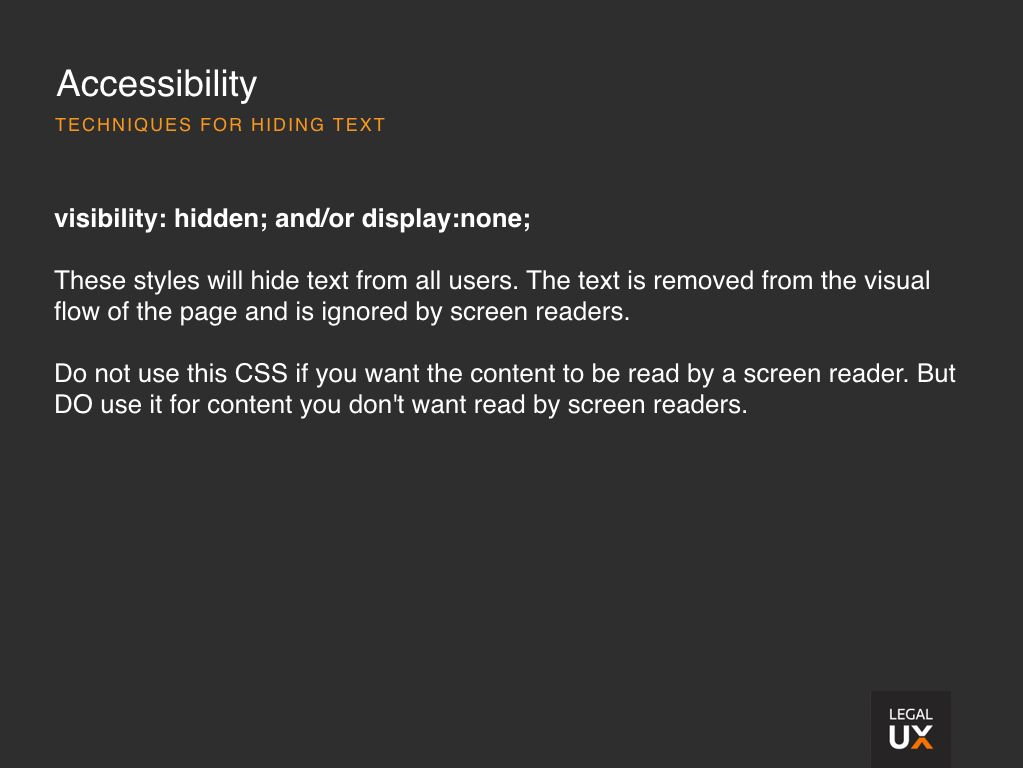 Accessibility
TECHNIQUES FOR HIDING TEXT
visibility: hidden; and/or display:none;
These styles will hide text from all users. The text is removed from the visual
flow of the page and is ignored by screen readers.
Do not use this CSS if you want the content to be read by a screen reader. But
DO use it for content you don't want read by screen readers.
LEGAL
UX